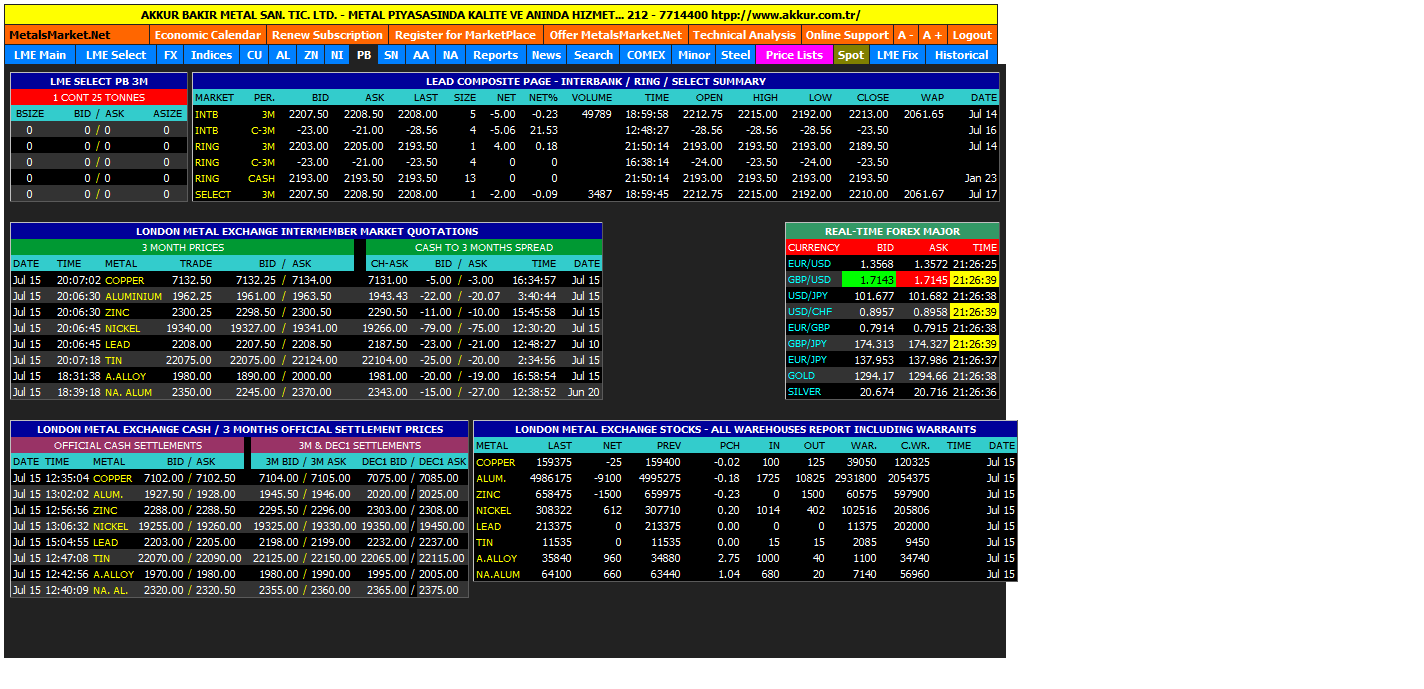 AKKUR BAKIR METAL SAN. TIC. LTD. - METAL PIYASASINDA KALITE VE ANINDA HIZMET... 212 - 7714400 htpp://www.akkur.com.tr/
MetalsMarket.Net Economic Calendar Renew Subscription Register for MarketPlace Offer MetalsMarket.Net Technical Analysis Online Support A - A + Logout
LME Main LME Select FX Indices CU AL ZN NI PB SN AA NA Reports News Search COMEX Minor Steel Price Lists Spot LME Fix Historical
LME SELECT PB 3M
1 CONT 25 TONNES
BSIZE BID / ASK ASIZE
0 0 / 0 0
0 0 / 0 0
0 0 / 0 0
0 0 / 0 0
0 0 / 0 0
LEAD COMPOSITE PAGE - INTERBANK / RING / SELECT SUMMARY
MARKET PER. BID ASK LAST SIZE NET NET% VOLUME TIME OPEN HIGH LOW CLOSE WAP DATE
INTB 3M 2207.50 2208.50 2208.00 5 -5.00 -0.23 49789 18:59:58 2212.75 2215.00 2192.00 2213.00 2061.65 Jul 14
INTB C-3M -23.00 -21.00 -28.56 4 -5.06 21.53 12:48:27 -28.56 -28.56 -28.56 -23.50 Jul 16
RING 3M 2203.00 2205.00 2193.50 1 4.00 0.18 21:50:14 2193.00 2193.50 2193.00 2189.50 Jul 14
RING C-3M -23.00 -21.00 -23.50 4 0 0 16:38:14 -24.00 -23.50 -24.00 -23.50
RING CASH 2193.00 2193.50 2193.50 13 0 0 21:50:14 2193.00 2193.50 2193.00 2193.50 Jan 23
SELECT 3M 2207.50 2208.50 2208.00 1 -2.00 -0.09 3487 18:59:45 2212.75 2215.00 2192.00 2210.00 2061.67 Jul 17
LONDON METAL EXCHANGE INTERMEMBER MARKET QUOTATIONS
3 MONTH PRICES CASH TO 3 MONTHS SPREAD
DATE TIME METAL TRADE BID / ASK CH-ASK BID / ASK TIME DATE
Jul 15 20:07:02 COPPER 7132.50 7132.25 / 7134.00 7131.00 -5.00 / -3.00 16:34:57 Jul 15
Jul 15 20:06:30 ALUMINIUM 1962.25 1961.00 / 1963.50 1943.43 -22.00 / -20.07 3:40:44 Jul 15
Jul 15 20:06:30 ZINC 2300.25 2298.50 / 2300.50 2290.50 -11.00 / -10.00 15:45:58 Jul 15
Jul 15 20:06:45 NICKEL 19340.00 19327.00 / 19341.00 19266.00 -79.00 / -75.00 12:30:20 Jul 15
Jul 15 20:06:45 LEAD 2208.00 2207.50 / 2208.50 2187.50 -23.00 / -21.00 12:48:27 Jul 10
Jul 15 20:07:18 TIN 22075.00 22075.00 / 22124.00 22104.00 -25.00 / -20.00 2:34:56 Jul 15
Jul 15 18:31:38 A.ALLOY 1980.00 1890.00 / 2000.00 1981.00 -20.00 / -19.00 16:58:54 Jul 15
Jul 15 18:39:18 NA. ALUM 2350.00 2245.00 / 2370.00 2343.00 -15.00 / -27.00 12:38:52 Jun 20
REAL-TIME FOREX MAJOR
CURRENCY BID ASK TIME
EUR/USD 1.3568 1.3572 21:26:25
GBP/USD 1.7143 1.7145 21:26:39
USD/JPY 101.677 101.682 21:26:38
USD/CHF 0.8957 0.8958 21:26:39
EUR/GBP 0.7914 0.7915 21:26:38
GBP/JPY 174.313 174.327 21:26:39
EUR/JPY 137.953 137.986 21:26:37
GOLD 1294.17 1294.66 21:26:38
SILVER 20.674 20.716 21:26:36
LONDON METAL EXCHANGE CASH / 3 MONTHS OFFICIAL SETTLEMENT PRICES
OFFICIAL CASH SETTLEMENTS 3M & DEC1 SETTLEMENTS
DATE TIME METAL BID / ASK 3M BID / 3M ASK DEC1 BID / DEC1 ASK
Jul 15 12:35:04 COPPER 7102.00 / 7102.50 7104.00 / 7105.00 7075.00 / 7085.00
Jul 15 13:02:02 ALUM. 1927.50 / 1928.00 1945.50 / 1946.00 2020.00 / 2025.00
Jul 15 12:56:56 ZINC 2288.00 / 2288.50 2295.50 / 2296.00 2303.00 / 2308.00
Jul 15 13:06:32 NICKEL 19255.00 / 19260.00 19325.00 / 19330.00 19350.00 / 19450.00
Jul 15 15:04:55 LEAD 2203.00 / 2205.00 2198.00 / 2199.00 2232.00 / 2237.00
Jul 15 12:47:08 TIN 22070.00 / 22090.00 22125.00 / 22150.00 22065.00 / 22115.00
Jul 15 12:42:56 A.ALLOY 1970.00 / 1980.00 1980.00 / 1990.00 1995.00 / 2005.00
Jul 15 12:40:09 NA. AL. 2320.00 / 2320.50 2355.00 / 2360.00 2365.00 / 2375.00
LONDON METAL EXCHANGE STOCKS - ALL WAREHOUSES REPORT INCLUDING WARRANTS
METAL LAST NET PREV PCH IN OUT WAR. C.WR. TIME DATE
COPPER 159375 -25 159400 -0.02 100 125 39050 120325 Jul 15
ALUM. 4986175 -9100 4995275 -0.18 1725 10825 2931800 2054375 Jul 15
ZINC 658475 -1500 659975 -0.23 0 1500 60575 597900 Jul 15
NICKEL 308322 612 307710 0.20 1014 402 102516 205806 Jul 15
LEAD 213375 0 213375 0.00 0 0 11375 202000 Jul 15
TIN 11535 0 11535 0.00 15 15 2085 9450 Jul 15
A.ALLOY 35840 960 34880 2.75 1000 40 1100 34740 Jul 15
NA.ALUM 64100 660 63440 1.04 680 20 7140 56960 Jul 15